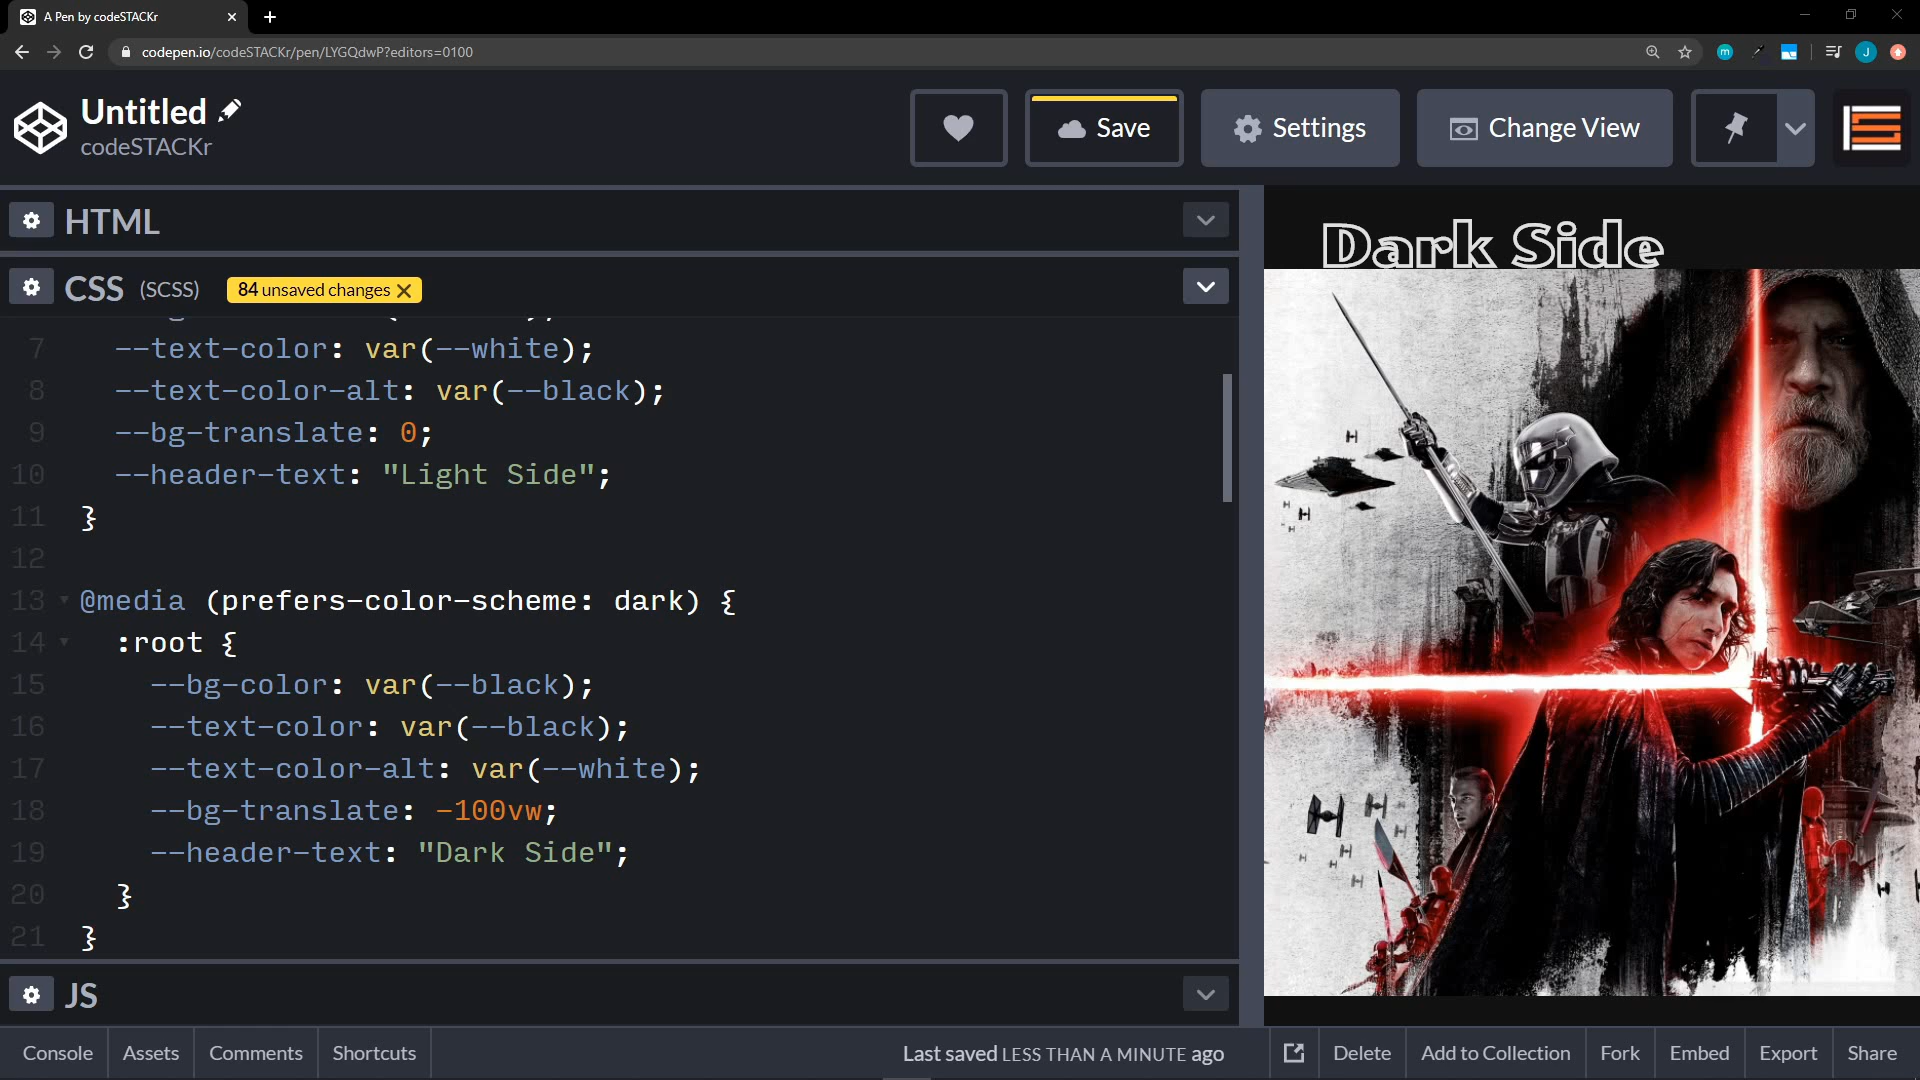 A Pen by codeSTACKr
codepen.io/codeSTACKr/pen/LYGQdwP?editors=0100
m
J
Untitled
codeSTACKr
Save
Settings
Change View
HTML
CSS (SCSS) 84 unsaved changes
7 --text-color: var(--white);
8 --text-color-alt: var(--black);
9 --bg-translate: 0;
10 --header-text: "Light Side";
11 }
12
13 @media (prefers-color-scheme: dark) {
14 :root {
15 --bg-color: var(--black);
16 --text-color: var(--black);
17 --text-color-alt: var(--white);
18 --bg-translate: -100vw;
19 --header-text: "Dark Side";
20 }
21 }
JS
Dark Side
Console
Assets
Comments
Shortcuts
Last saved LESS THAN A MINUTE ago
Delete
Add to Collection
Fork
Embed
Export
Share